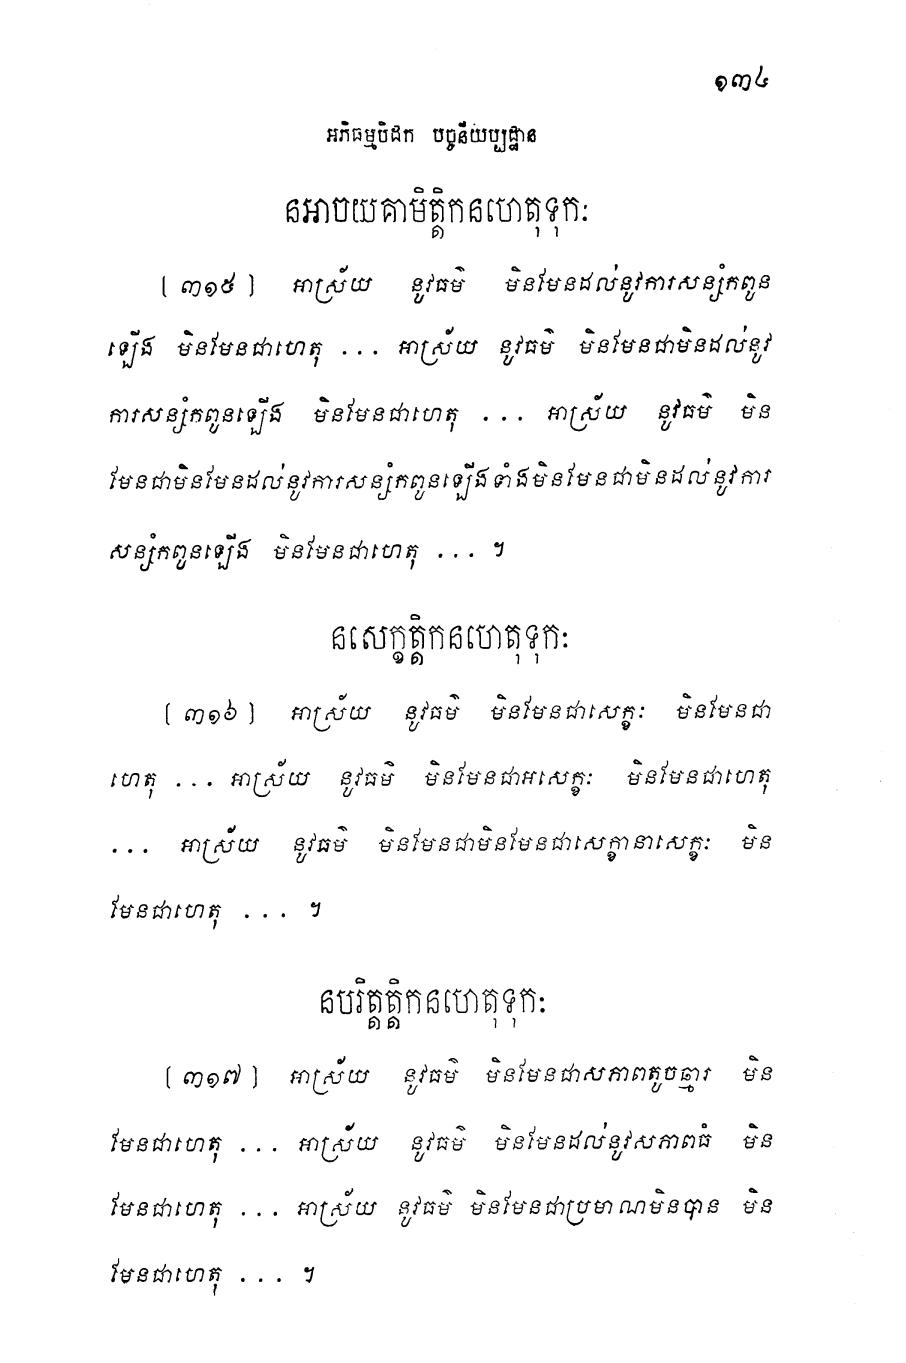 ១៣៤
អភិធម្មបិដក បច្ចនីយប្បដ្ឋាន
នអាចយគាមិត្តិកនហេតុទុកៈ
[ ៣១៥ ] អាស្រ័យ នូវធម៌ មិនមែនដល់នូវការសន្សំកពូន
ឡើង មិនមែនជាហេតុ ... អាស្រ័យ នូវធម៌ មិនមែនជាមិនដល់នូវ
ការសន្សំកពូនឡើង មិនមែនជាហេតុ ... អាស្រ័យ នូវធម៌ មិន
មែនជាមិនមែនដល់នូវការសន្សំកពូនឡើងទាំងមិនមែនជាមិនដល់នូវការ
សន្សំកពូនឡើង មិនមែនជាហេតុ ... ។
នសេក្ខត្តិកនហេតុទុកៈ
[ ៣១៦ ] អាស្រ័យ នូវធម៌ មិនមែនជាសេក្ខៈ មិនមែនជា
ហេតុ ... អាស្រ័យ នូវធម៌ មិនមែនជាអសេក្ខៈ មិនមែនជាហេតុ
... អាស្រ័យ នូវធម៌ មិនមែនជាមិនមែនជាសេក្ខានាសេក្ខៈ មិន
មែនជាហេតុ ... ។
នបរិត្តត្តិកនហេតុទុកៈ
[ ៣១៧ ] អាស្រ័យ នូវធម៌ មិនមែនជាសភាពតូចឆ្មារ មិន
មែនជាហេតុ ... អាស្រ័យ នូវធម៌ មិនមែនដល់នូវសភាពធំ មិន
មែនជាហេតុ ... អាស្រ័យ នូវធម៌ មិនមែនជាប្រមាណមិនបាន មិន
មែនជាហេតុ ... ។